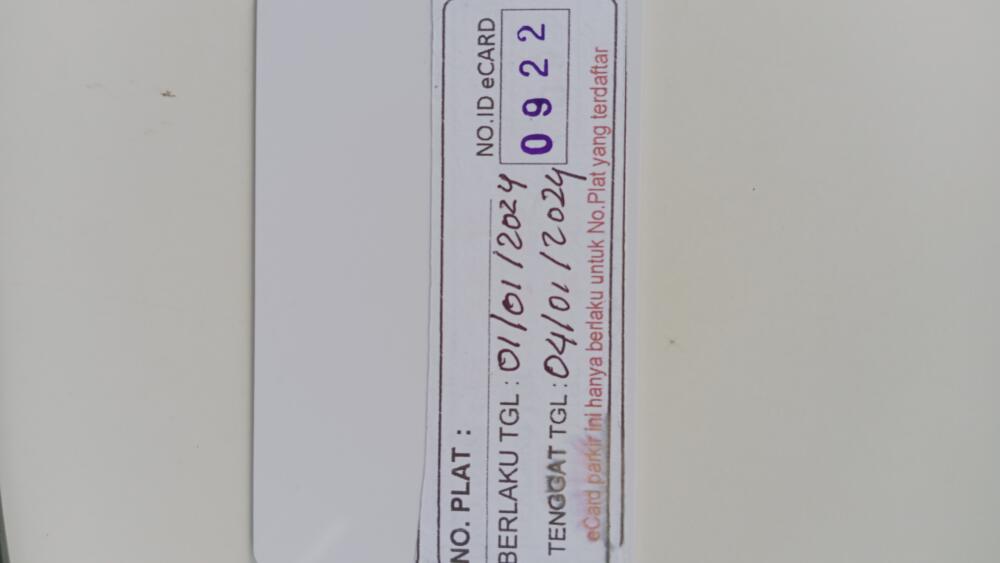 NO. PLAT :
NO.ID eCARD
BERLAKU TGL : 01/01/2024
0922
TENGGAT TGL : 04/01/2024
eCard parkir ini hanya berlaku untuk No.Plat yang terdaftar